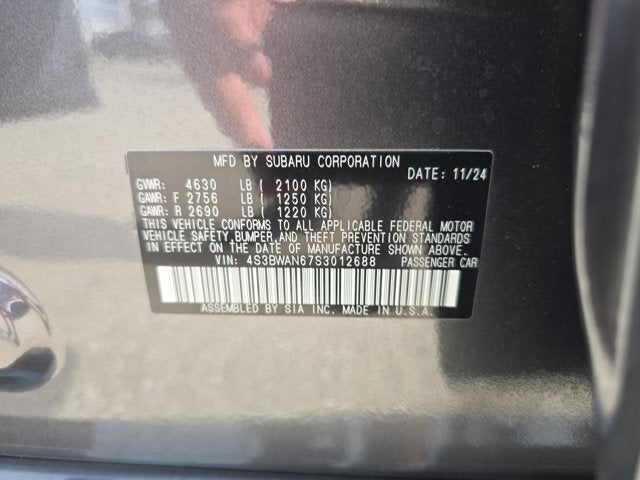 MFD BY SUBARU CORPORATION
DATE: 11/24
GVWR: 4630 LB ( 2100 KG)
GAWR: F 2756 LB ( 1250 KG)
GAWR: R 2690 LB ( 1220 KG)
THIS VEHICLE CONFORMS TO ALL APPLICABLE FEDERAL MOTOR
VEHICLE SAFETY, BUMPER, AND THEFT PREVENTION STANDARDS
IN EFFECT ON THE DATE OF MANUFACTURE SHOWN ABOVE.
VIN: 4S3BWAN67S3012688 PASSENGER CAR
ASSEMBLED BY SIA INC. MADE IN U.S.A.